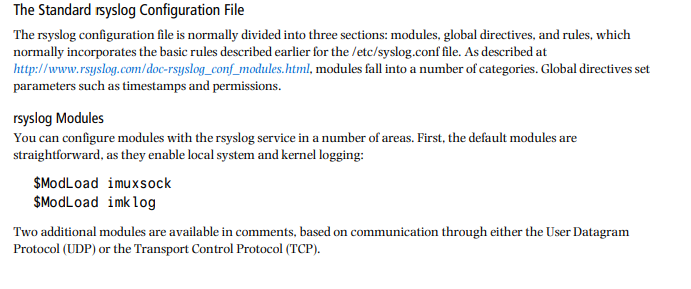 The Standard rsyslog Configuration File
The rsyslog configuration file is normally divided into three sections: modules, global directives, and rules, which
normally incorporates the basic rules described earlier for the /etc/syslog.conf file. As described at
http://www.rsyslog.com/doc-rsyslog_conf_modules.html, modules fall into a number of categories. Global directives set
parameters such as timestamps and permissions.
rsyslog Modules
You can configure modules with the rsyslog service in a number of areas. First, the default modules are
straightforward, as they enable local system and kernel logging:
$ModLoad imuxsock
$ModLoad imklog
Two additional modules are available in comments, based on communication through either the User Datagram
Protocol (UDP) or the Transport Control Protocol (TCP).